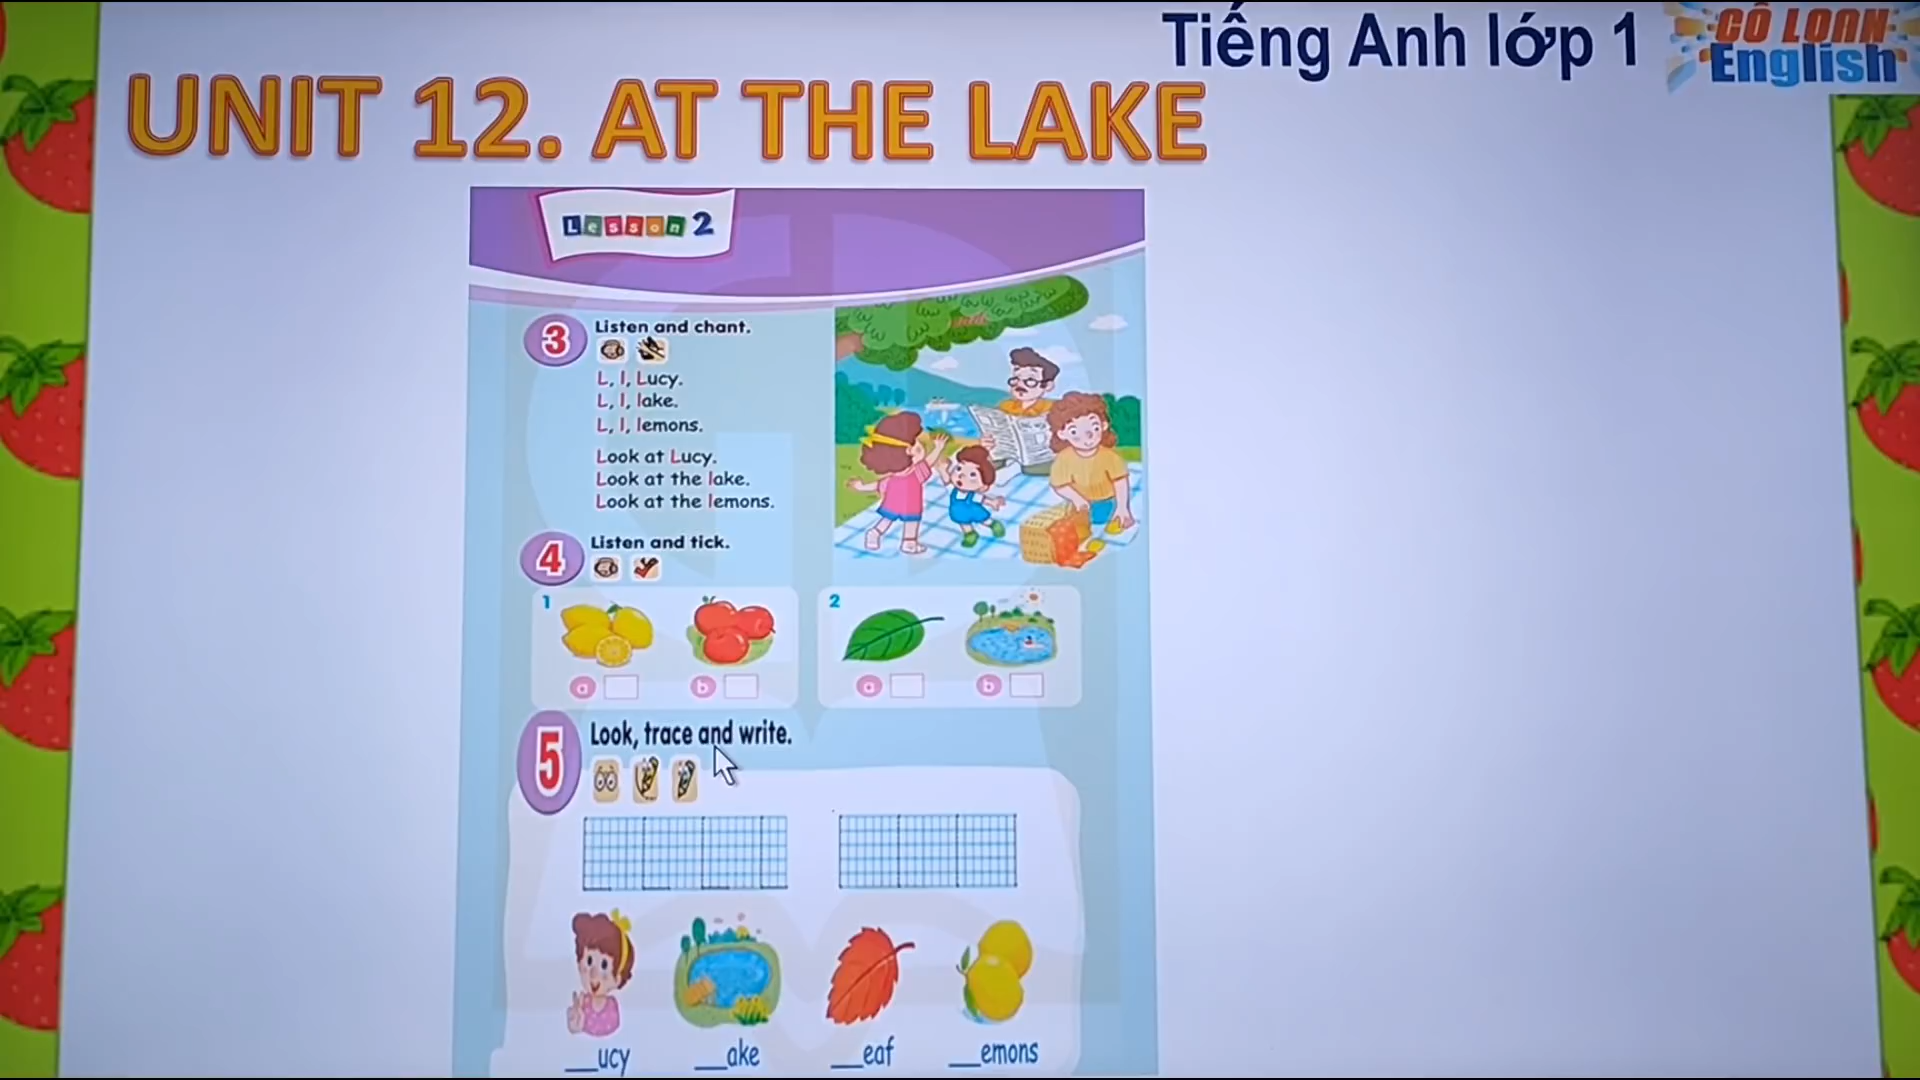 Tiếng Anh lớp 1
CÔ LOAN
English
UNIT 12. AT THE LAKE
Lesson 2
3 Listen and chant.
L, l, Lucy.
L, l, lake.
L, l, lemons.
Look at Lucy.
Look at the lake.
Look at the lemons.
4 Listen and tick.
1
2
a
b
a
b
5 Look, trace and write.
__ucy
__ake
__eaf
__emons